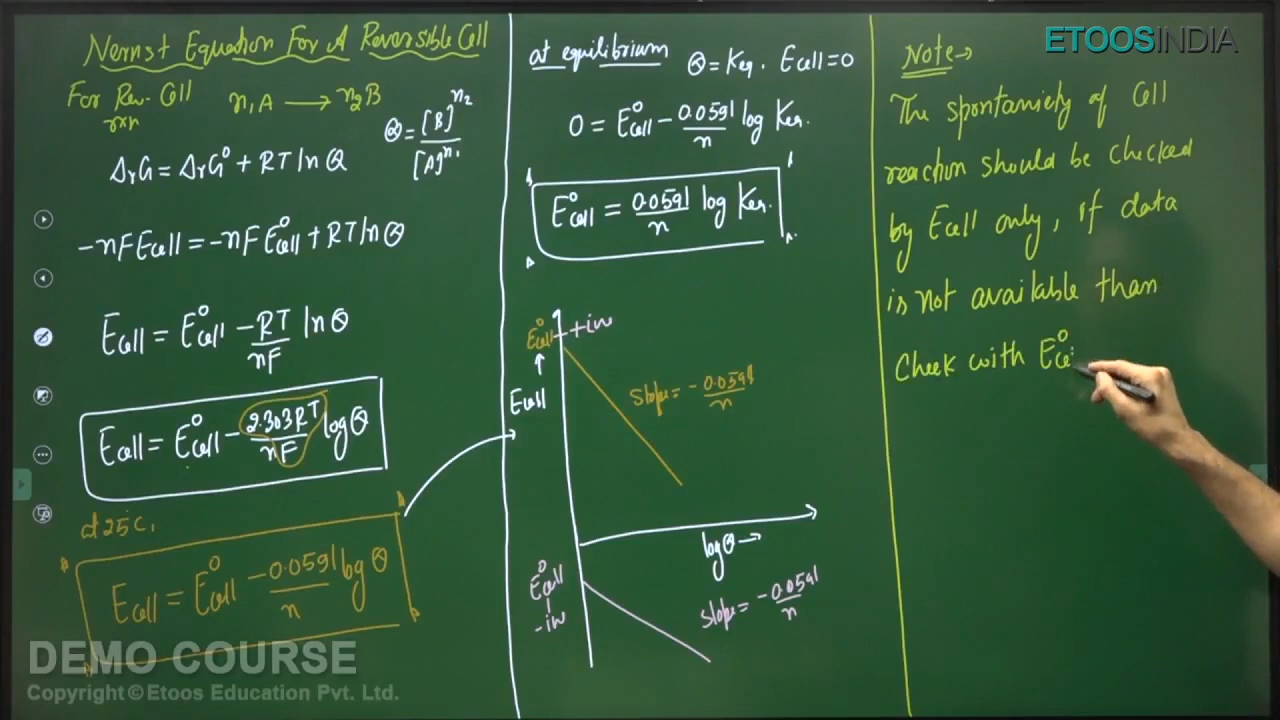 Nernst Equation For A Reversible Cell
For Rev. Cell
rxn
n₁A ⟶ n₂B
Q = [B]^n₂ / [A]^n₁
ΔrG = ΔrG° + RT ln Q
-nFEcell = -nFE°cell + RT ln Q
Ecell = E°cell - RT/nF ln Q
Ecell = E°cell - 2.303RT/nF log Q
at 25°C,
Ecell = E°cell - 0.0591/n log Q
at equilibrium Q = Keq. Ecell = 0
0 = E°cell - 0.0591/n log Keq.
E°cell = 0.0591/n log Keq.
E°cell +iv
Ecell
Slope = -0.0591/n
log Q →
E°cell
-iv
Slope = -0.0591/n
ETOOSINDIA
Note →
The spontaniety of Cell
reaction should be checked
by Ecell only, if data
is not available than
Check with E°ce
DEMO COURSE
Copyright © Etoos Education Pvt. Ltd.